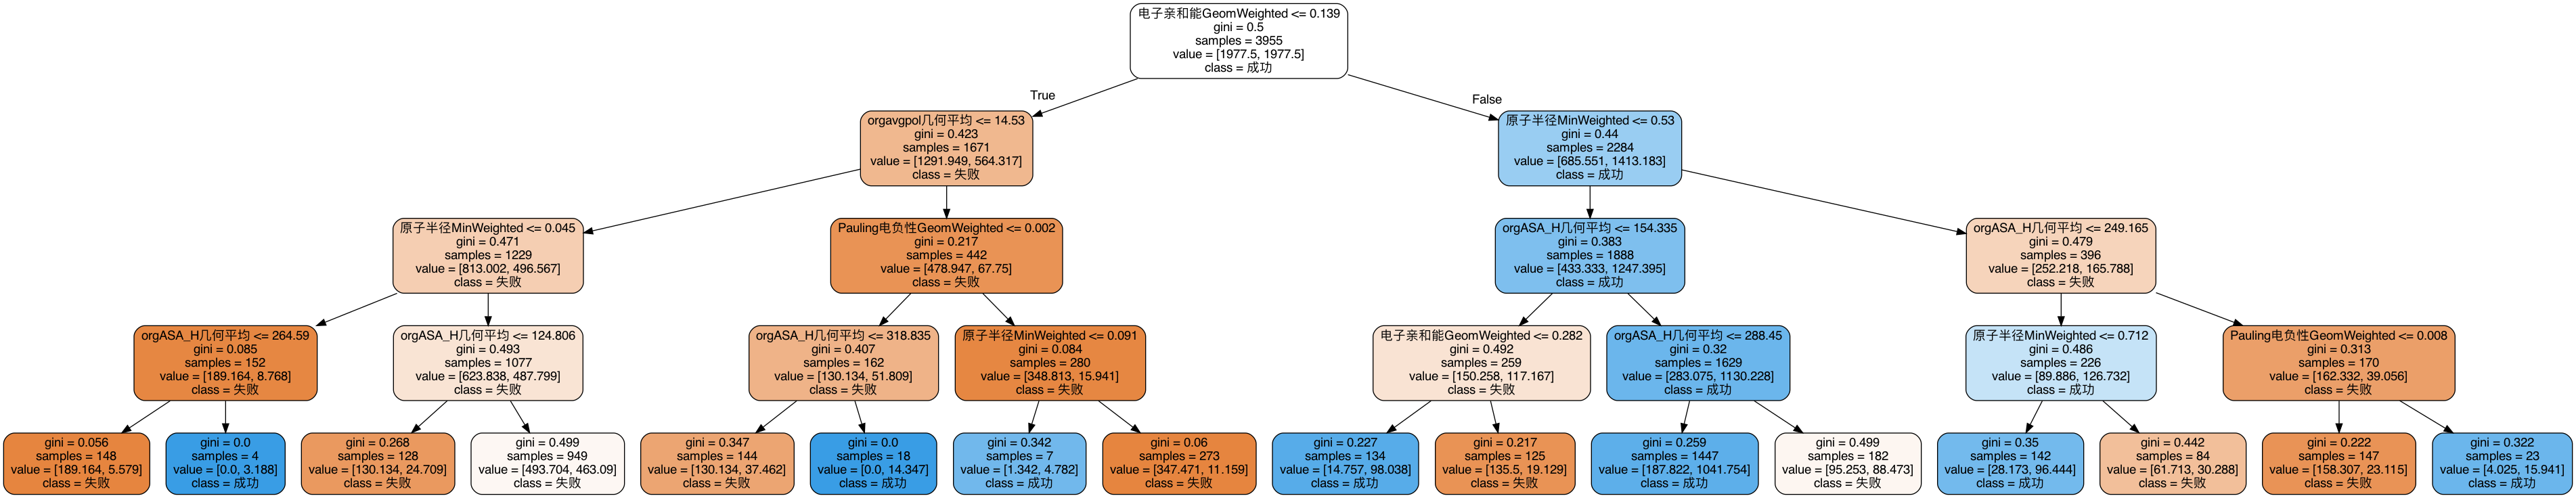 电子亲和能GeomWeighted <= 0.139
gini = 0.5
samples = 3955
value = [1977.5, 1977.5]
class = 成功
True
False
orgavgpol几何平均 <= 14.53
gini = 0.423
samples = 1671
value = [1291.949, 564.317]
class = 失败
原子半径MinWeighted <= 0.53
gini = 0.44
samples = 2284
value = [685.551, 1413.183]
class = 成功
原子半径MinWeighted <= 0.045
gini = 0.471
samples = 1229
value = [813.002, 496.567]
class = 失败
Pauling电负性GeomWeighted <= 0.002
gini = 0.217
samples = 442
value = [478.947, 67.75]
class = 失败
orgASA_H几何平均 <= 154.335
gini = 0.383
samples = 1888
value = [433.333, 1247.395]
class = 成功
orgASA_H几何平均 <= 249.165
gini = 0.479
samples = 396
value = [252.218, 165.788]
class = 失败
orgASA_H几何平均 <= 264.59
gini = 0.085
samples = 152
value = [189.164, 8.768]
class = 失败
orgASA_H几何平均 <= 124.806
gini = 0.493
samples = 1077
value = [623.838, 487.799]
class = 失败
orgASA_H几何平均 <= 318.835
gini = 0.407
samples = 162
value = [130.134, 51.809]
class = 失败
原子半径MinWeighted <= 0.091
gini = 0.084
samples = 280
value = [348.813, 15.941]
class = 失败
电子亲和能GeomWeighted <= 0.282
gini = 0.492
samples = 259
value = [150.258, 117.167]
class = 失败
orgASA_H几何平均 <= 288.45
gini = 0.32
samples = 1629
value = [283.075, 1130.228]
class = 成功
原子半径MinWeighted <= 0.712
gini = 0.486
samples = 226
value = [89.886, 126.732]
class = 成功
Pauling电负性GeomWeighted <= 0.008
gini = 0.313
samples = 170
value = [162.332, 39.056]
class = 失败
gini = 0.056
samples = 148
value = [189.164, 5.579]
class = 失败
gini = 0.0
samples = 4
value = [0.0, 3.188]
class = 成功
gini = 0.268
samples = 128
value = [130.134, 24.709]
class = 失败
gini = 0.499
samples = 949
value = [493.704, 463.09]
class = 失败
gini = 0.347
samples = 144
value = [130.134, 37.462]
class = 失败
gini = 0.0
samples = 18
value = [0.0, 14.347]
class = 成功
gini = 0.342
samples = 7
value = [1.342, 4.782]
class = 成功
gini = 0.06
samples = 273
value = [347.471, 11.159]
class = 失败
gini = 0.227
samples = 134
value = [14.757, 98.038]
class = 成功
gini = 0.217
samples = 125
value = [135.5, 19.129]
class = 失败
gini = 0.259
samples = 1447
value = [187.822, 1041.754]
class = 成功
gini = 0.499
samples = 182
value = [95.253, 88.473]
class = 失败
gini = 0.35
samples = 142
value = [28.173, 96.444]
class = 成功
gini = 0.442
samples = 84
value = [61.713, 30.288]
class = 失败
gini = 0.222
samples = 147
value = [158.307, 23.115]
class = 失败
gini = 0.322
samples = 23
value = [4.025, 15.941]
class = 成功